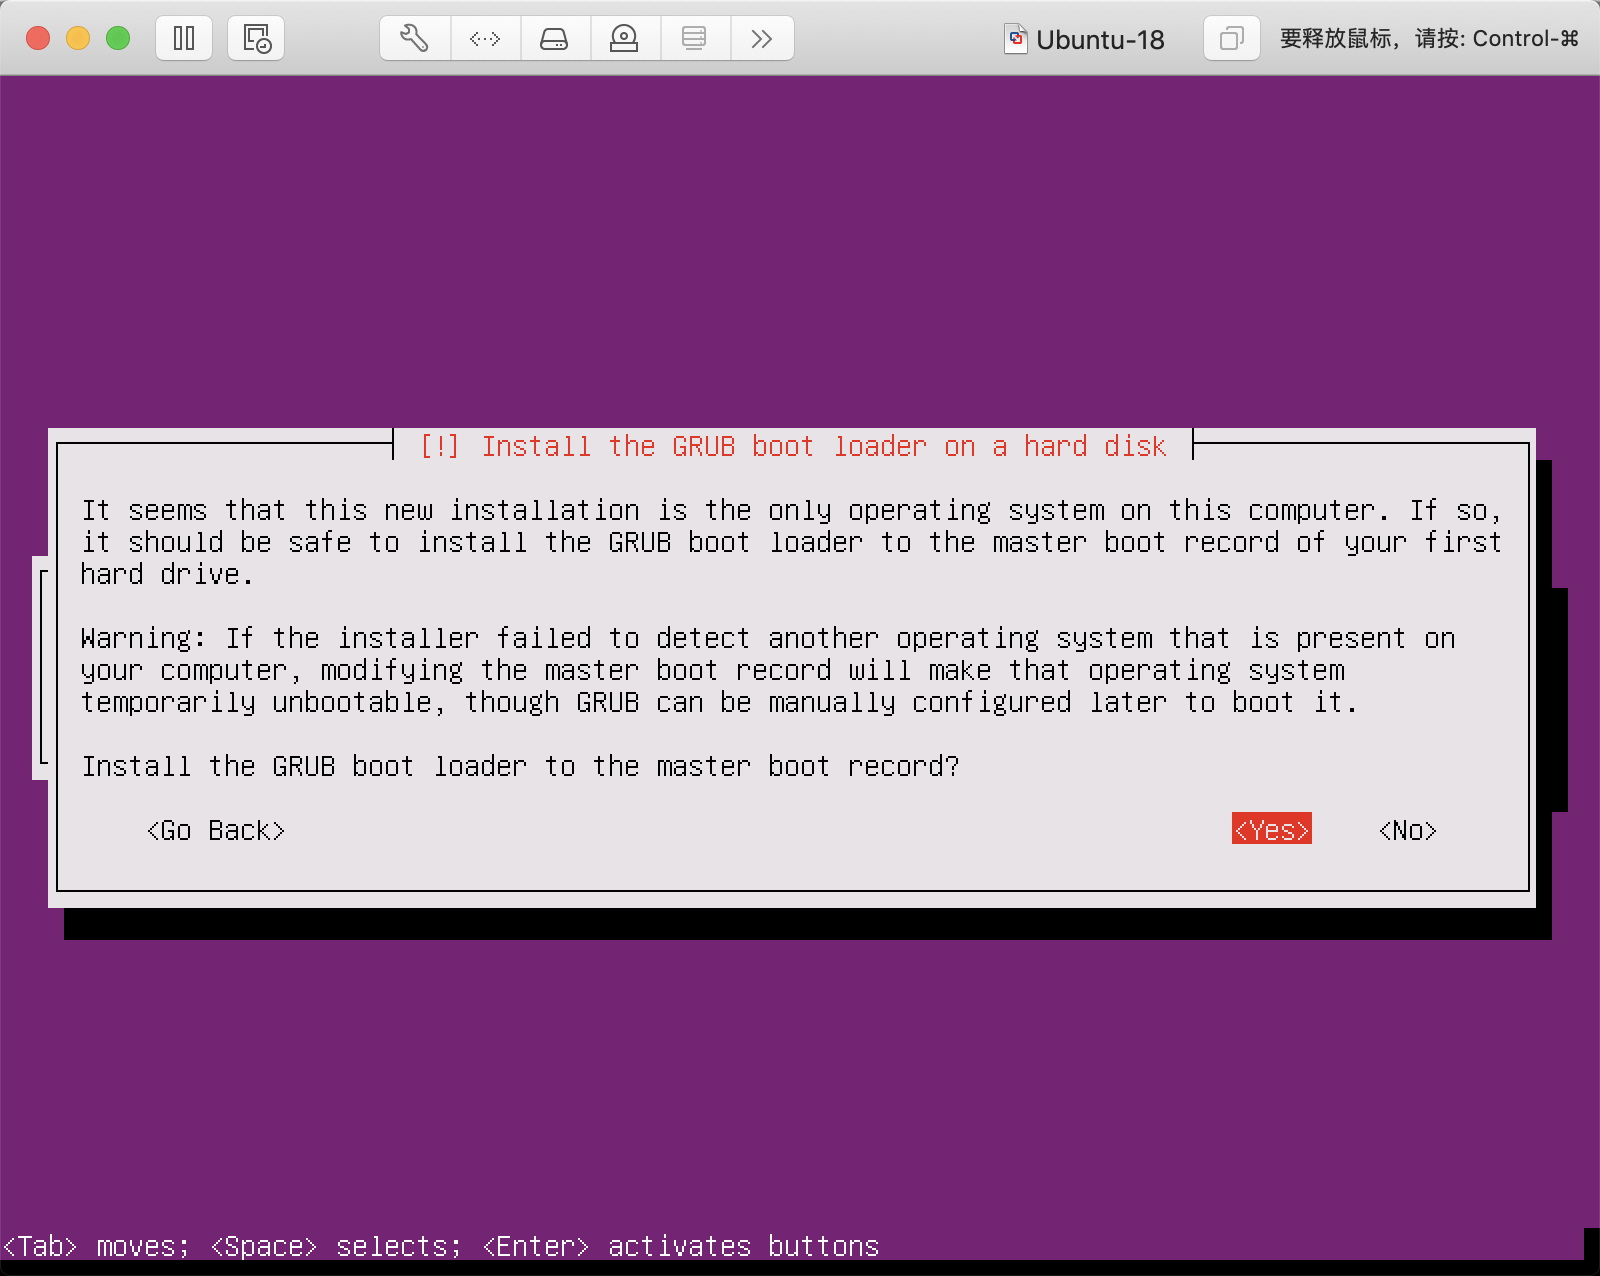 Ubuntu-18
要释放鼠标，请按: Control-⌘
[!] Install the GRUB boot loader on a hard disk
It seems that this new installation is the only operating system on this computer. If so,
it should be safe to install the GRUB boot loader to the master boot record of your first
hard drive.
Warning: If the installer failed to detect another operating system that is present on
your computer, modifying the master boot record will make that operating system
temporarily unbootable, though GRUB can be manually configured later to boot it.
Install the GRUB boot loader to the master boot record?
<Go Back> <Yes> <No>
<Tab> moves; <Space> selects; <Enter> activates buttons